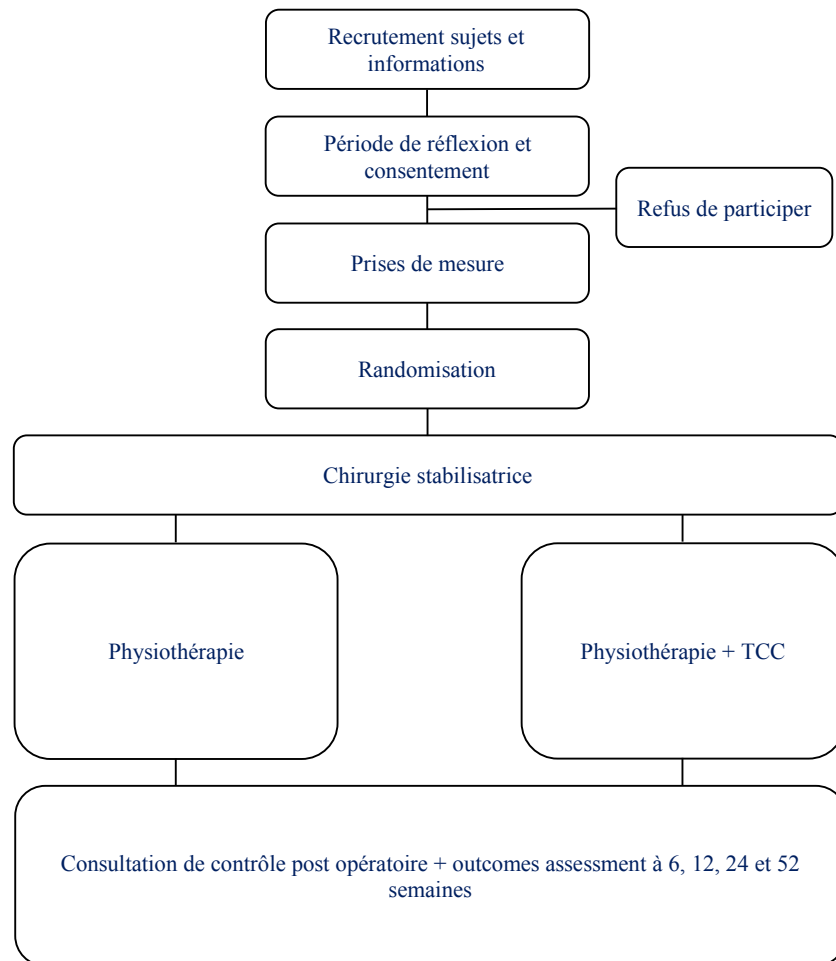 Recrutement sujets et
informations
Période de réflexion et
consentement
Refus de participer
Prises de mesure
Randomisation
Chirurgie stabilisatrice
Physiothérapie
Physiothérapie + TCC
Consultation de contrôle post opératoire + outcomes assessment à 6, 12, 24 et 52
semaines